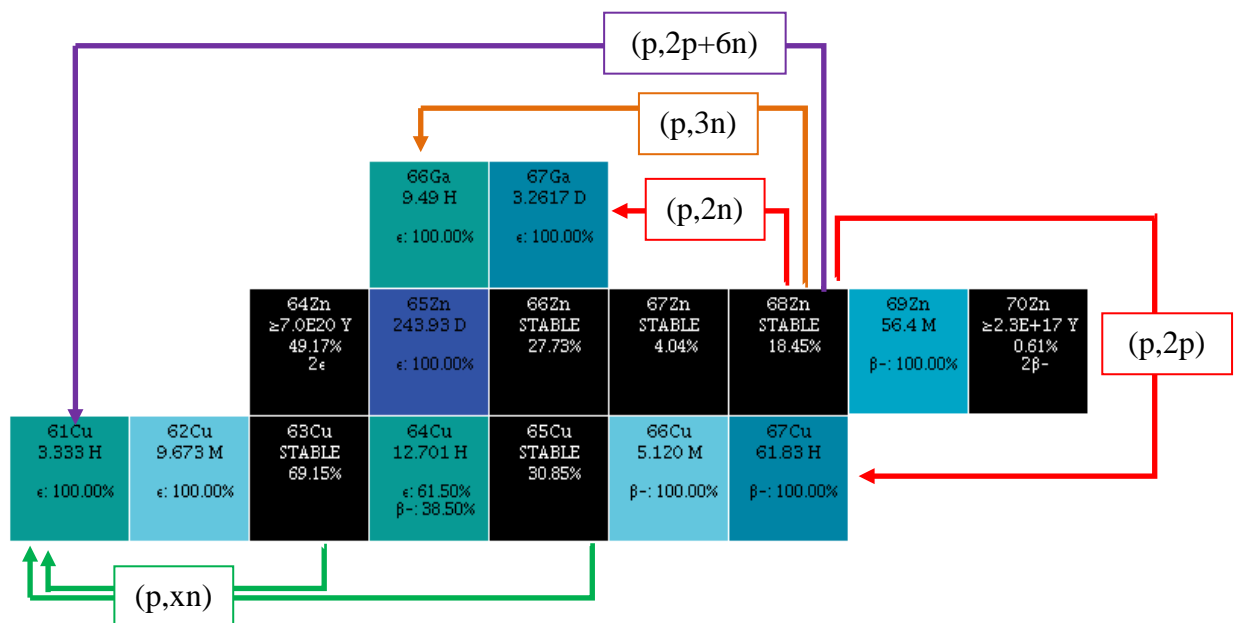 (p,2p+6n)
(p,3n)
(p,2n)
66Ga
9.49 H
ϵ: 100.00%
67Ga
3.2617 D
ϵ: 100.00%
64Zn
≥7.0E20 Y
49.17%
2ϵ
65Zn
243.93 D
ϵ: 100.00%
66Zn
STABLE
27.73%
67Zn
STABLE
4.04%
68Zn
STABLE
18.45%
69Zn
56.4 M
β-: 100.00%
70Zn
≥2.3E+17 Y
0.61%
2β-
(p,2p)
61Cu
3.333 H
ϵ: 100.00%
62Cu
9.673 M
ϵ: 100.00%
63Cu
STABLE
69.15%
64Cu
12.701 H
ϵ: 61.50%
β-: 38.50%
65Cu
STABLE
30.85%
66Cu
5.120 M
β-: 100.00%
67Cu
61.83 H
β-: 100.00%
(p,xn)